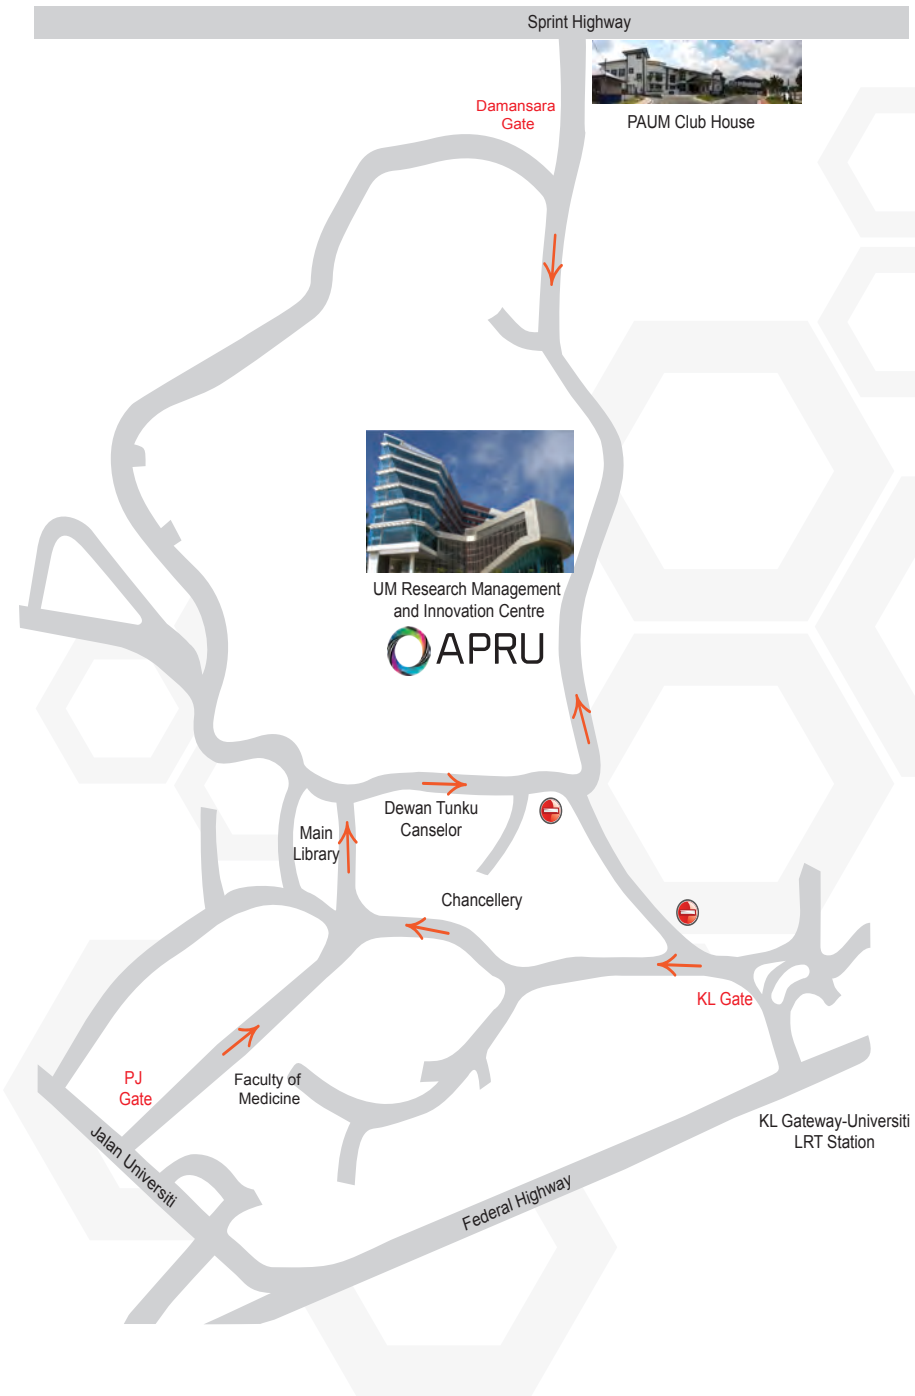 Sprint Highway
Damansara
Gate
PAUM Club House
UM Research Management
and Innovation Centre
APRU
Dewan Tunku
Canselor
Main
Library
Chancellery
KL Gate
PJ
Gate
Faculty of
Medicine
KL Gateway-Universiti
LRT Station
Jalan Universiti
Federal Highway